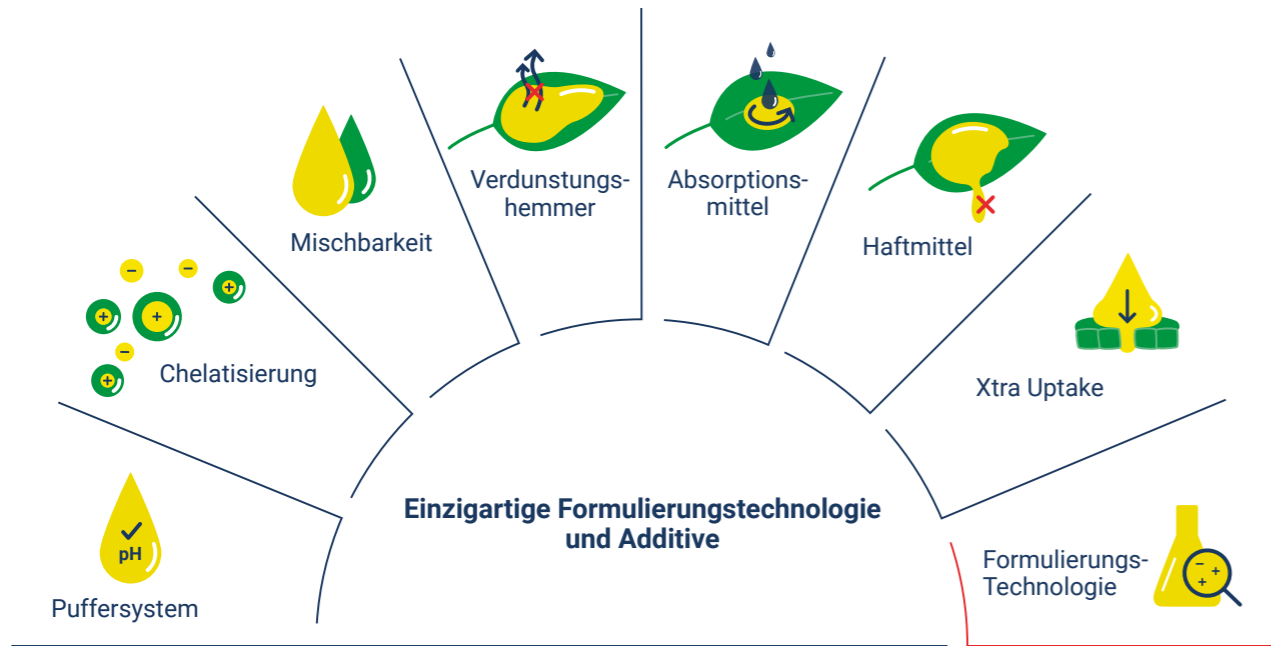 Verdunstungs-
hemmer
Absorptions-
mittel
Mischbarkeit
Haftmittel
Chelatisierung
Xtra Uptake
Einzigartige Formulierungstechnologie
und Additive
pH
Puffersystem
Formulierungs-
Technologie